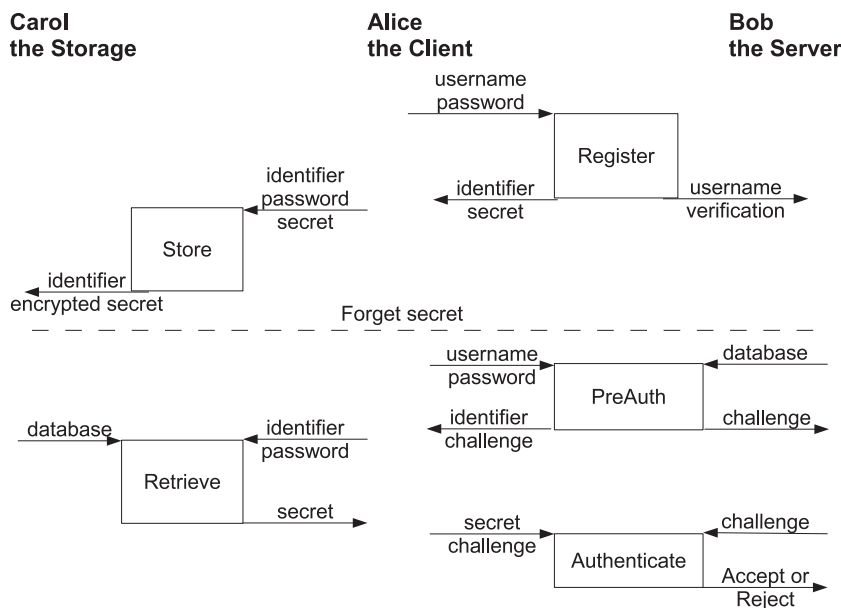 Carol
the Storage
Alice
the Client
Bob
the Server
username
password
Register
identifier
secret
username
verification
identifier
password
secret
Store
identifier
encrypted secret
Forget secret
username
password
database
PreAuth
identifier
challenge
challenge
database
identifier
password
Retrieve
secret
secret
challenge
challenge
Authenticate
Accept or
Reject